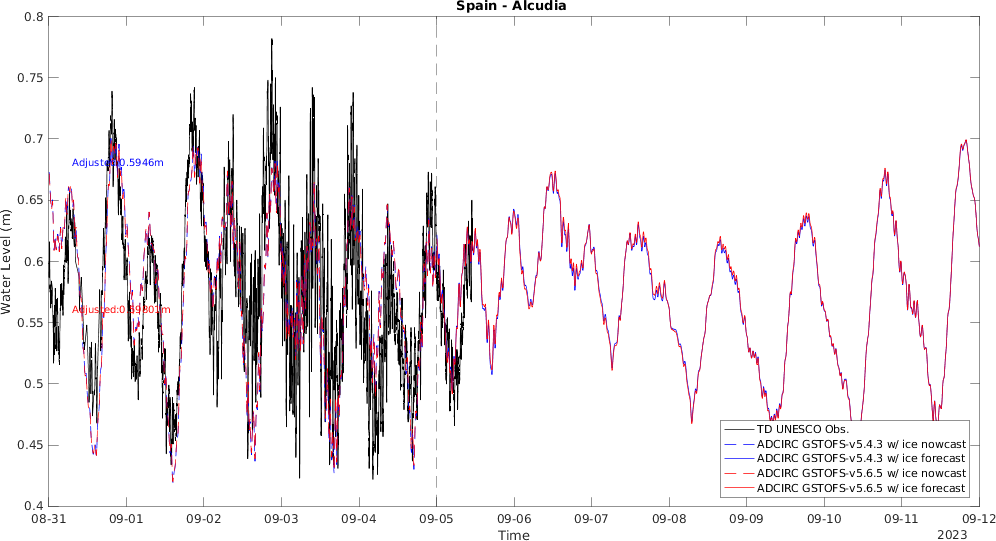 Spain - Alcudia
Water Level (m)
0.8
0.75
0.7
0.65
0.6
0.55
0.5
0.45
0.4
Adjusted:0.5946m
TD UNESCO Obs.
ADCIRC GSTOFS-v5.4.3 w/ ice nowcast
ADCIRC GSTOFS-v5.4.3 w/ ice forecast
ADCIRC GSTOFS-v5.6.5 w/ ice nowcast
ADCIRC GSTOFS-v5.6.5 w/ ice forecast
08-31 09-01 09-02 09-03 09-04 09-05 09-06 09-07 09-08 09-09 09-10 09-11 09-12
Time
2023